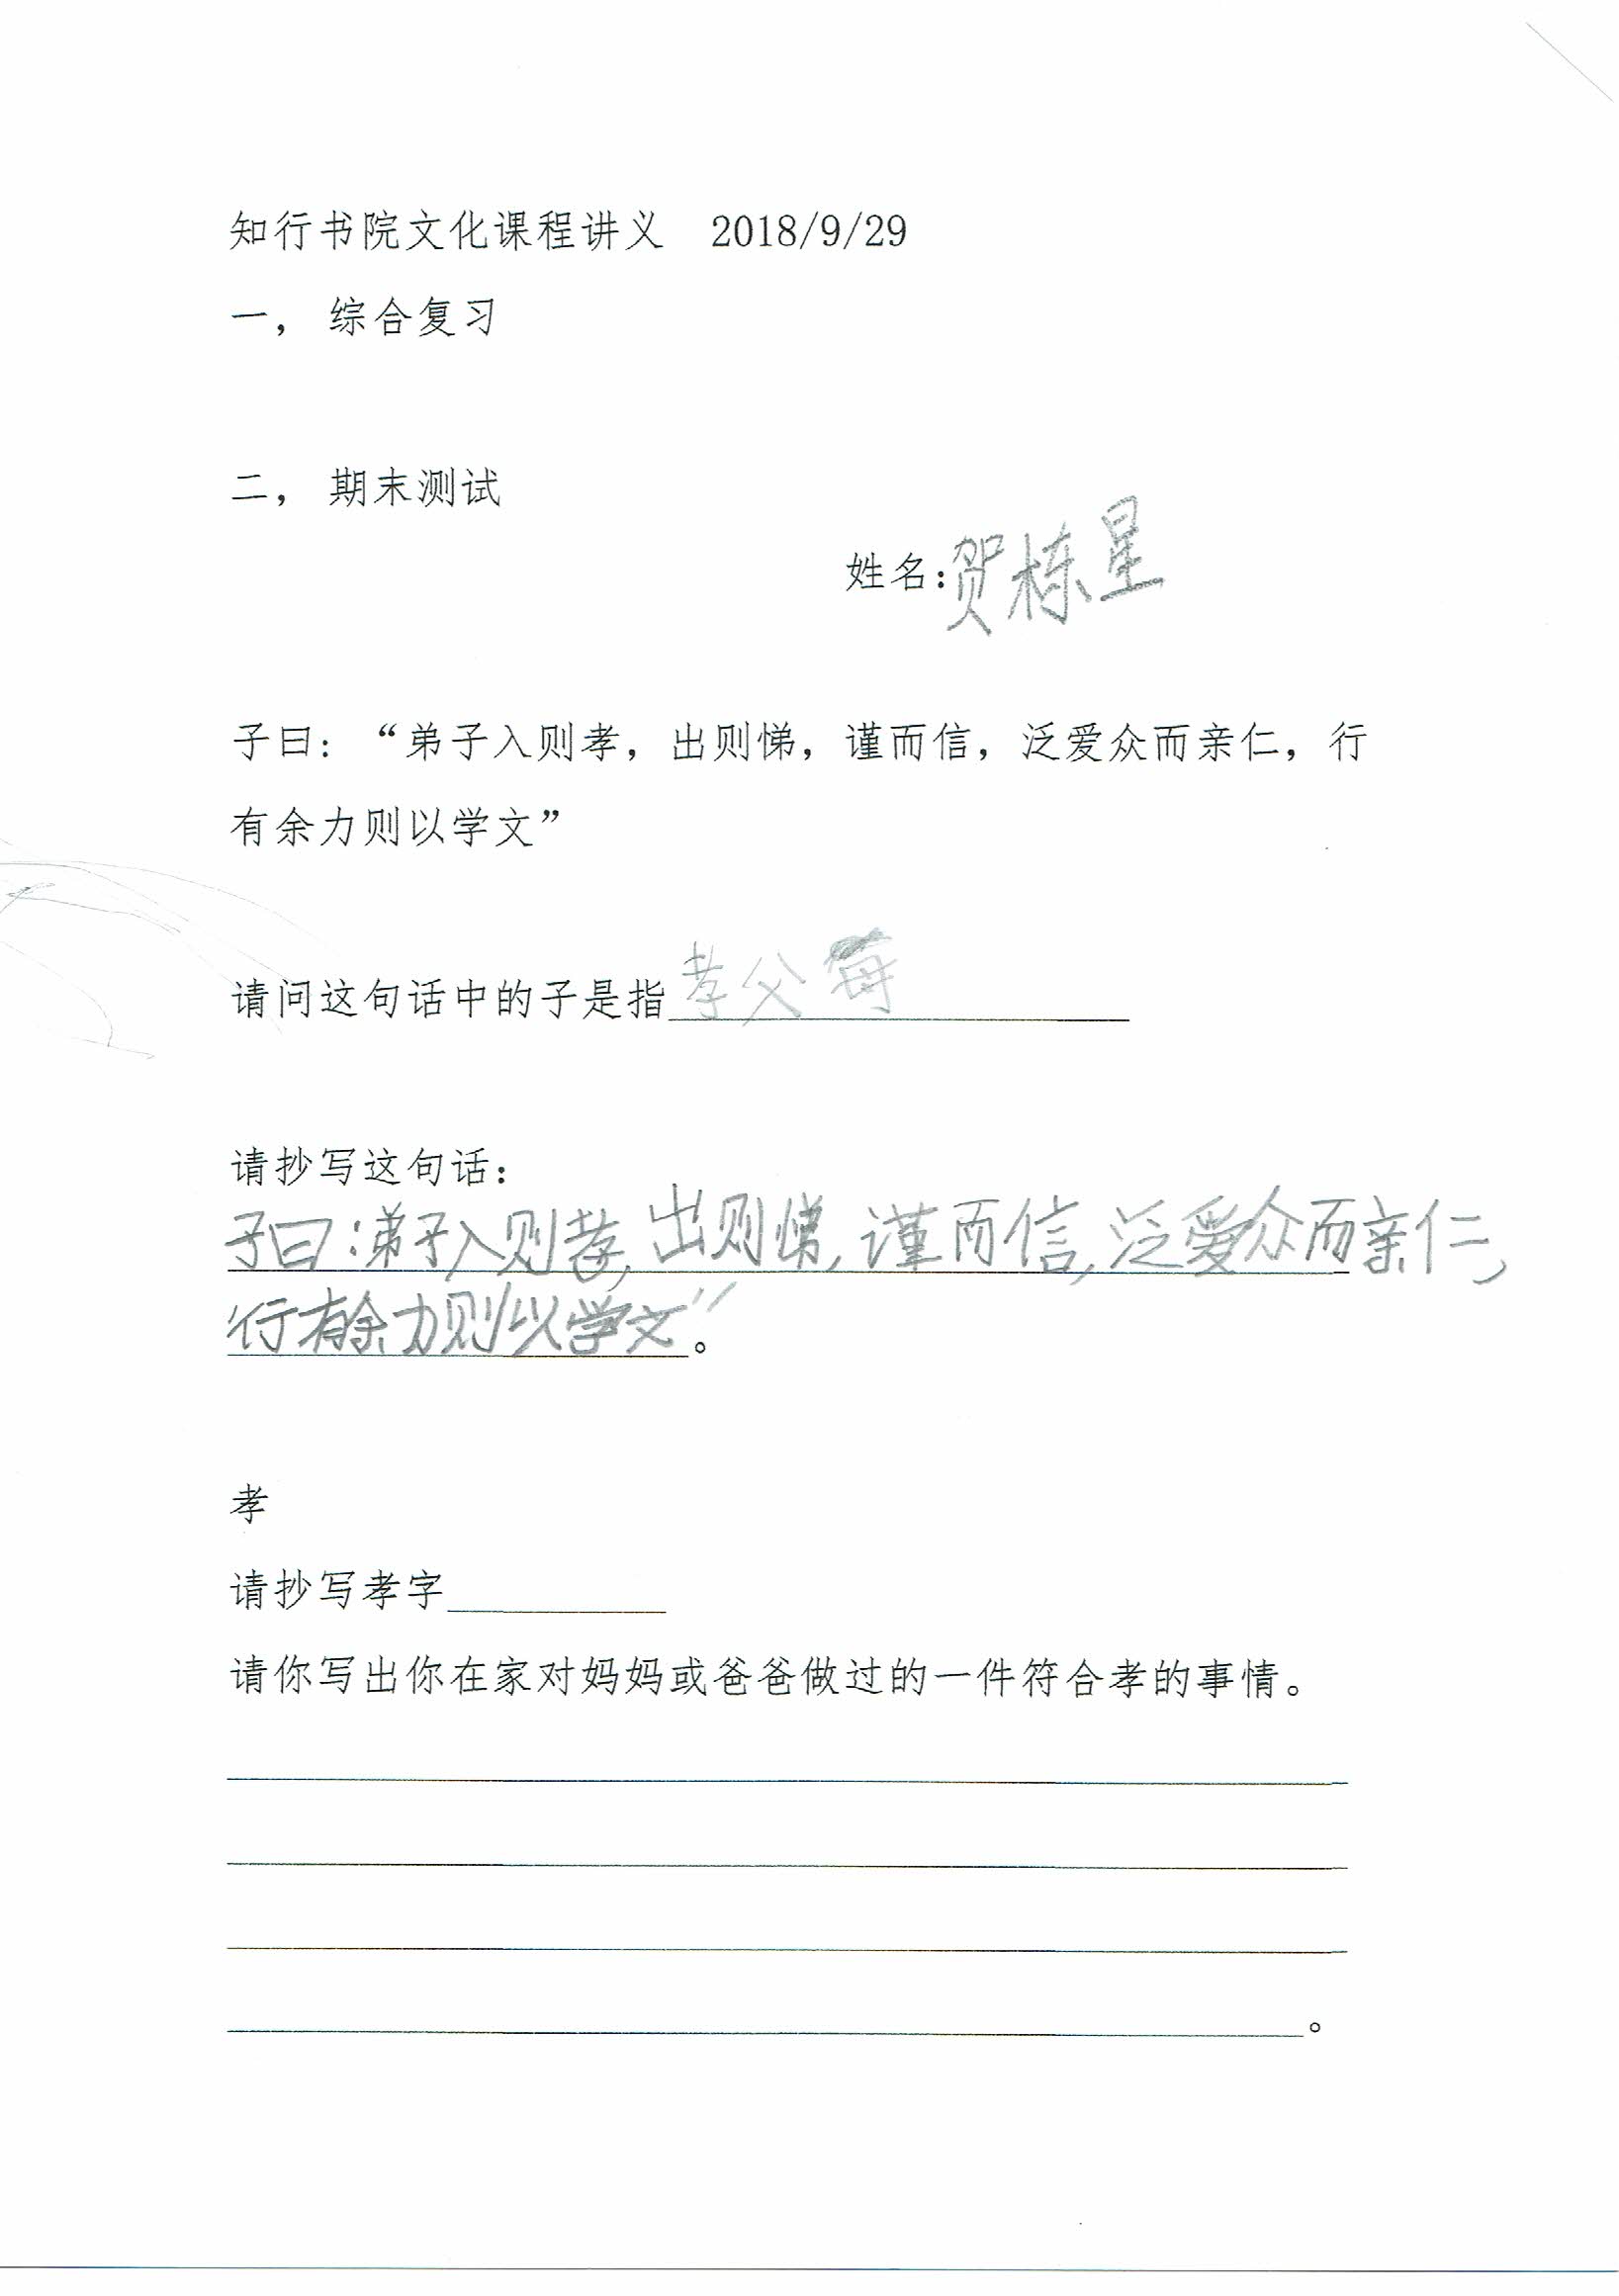 知行书院文化课程讲义 2018/9/29
一， 综合复习
二， 期末测试
姓名：贺栋星
子曰：“弟子入则孝，出则悌，谨而信，泛爱众而亲仁，行
有余力则以学文”
请问这句话中的子是指孝父母
请抄写这句话：
子曰：弟子入则孝，出则悌，谨而信，泛爱众而亲仁，
行有余力则以学文”。
孝
请抄写孝字
请你写出你在家对妈妈或爸爸做过的一件符合孝的事情。
。